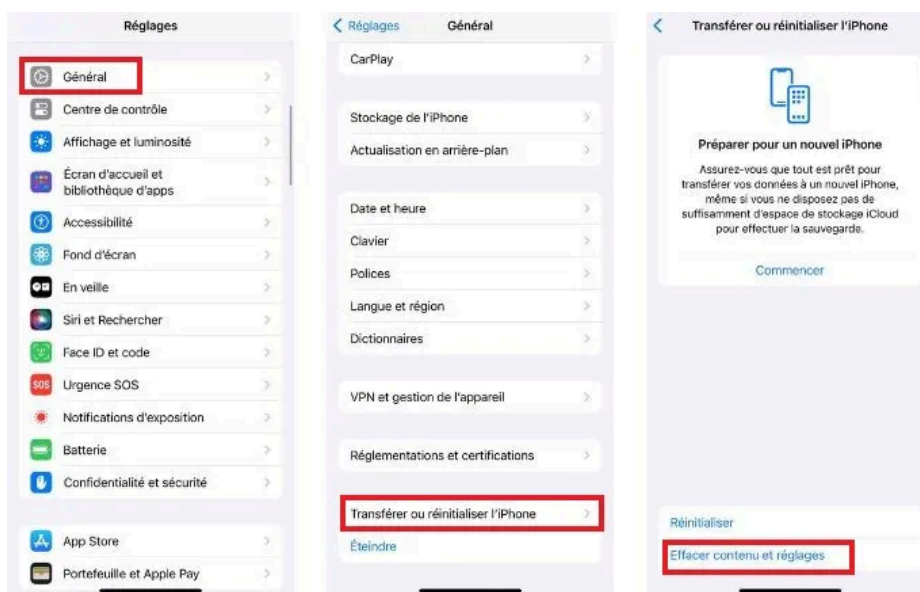 Réglages
Général
Centre de contrôle
Affichage et luminosité
Écran d'accueil et
bibliothèque d'apps
Accessibilité
Fond d'écran
En veille
Siri et Rechercher
Face ID et code
SOS
Urgence SOS
Notifications d'exposition
Batterie
Confidentialité et sécurité
App Store
Portefeuille et Apple Pay
Réglages
Général
CarPlay
Stockage de l'iPhone
Actualisation en arrière-plan
Date et heure
Clavier
Polices
Langue et région
Dictionnaires
VPN et gestion de l'appareil
Réglementations et certifications
Transférer ou réinitialiser l'iPhone
Éteindre
Transférer ou réinitialiser l'iPhone
Préparer pour un nouvel iPhone
Assurez-vous que tout est prêt pour
transférer vos données à un nouvel iPhone,
même si vous ne disposez pas de
suffisamment d'espace de stockage iCloud
pour effectuer la sauvegarde.
Commencer
Réinitialiser
Effacer contenu et réglages